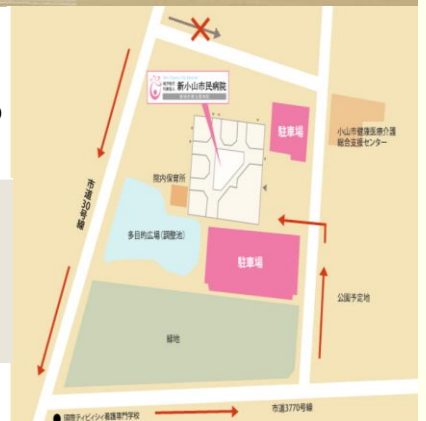 新小山市民病院
駐車場
小山市健康医療介護
総合支援センター
院内保育所
市道30号線
多目的広場(調整池)
駐車場
公園予定地
緑地
市道3770号線
国際ティビィシィ看護専門学校